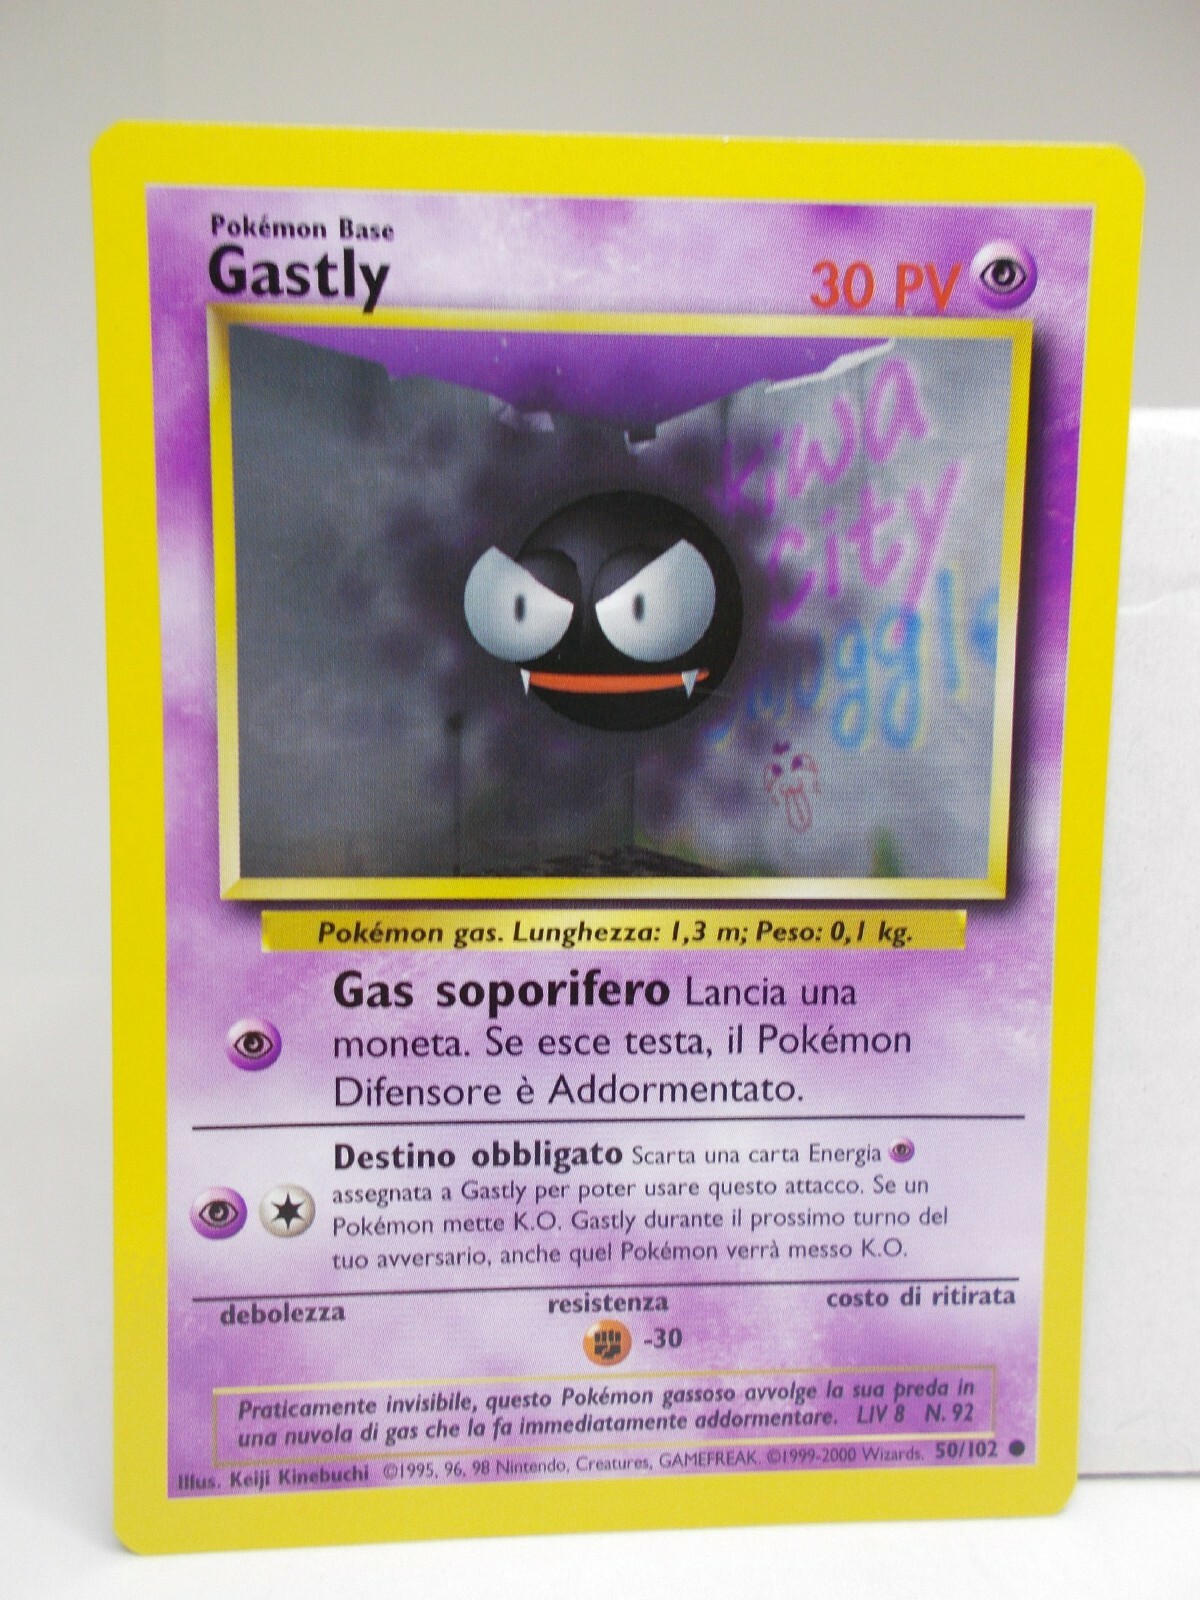 Pokémon Base
Gastly
30 PV
kiwa
city
Pokémon gas. Lunghezza: 1,3 m; Peso: 0,1 kg.
Gas soporifero Lancia una
moneta. Se esce testa, il Pokémon
Difensore è Addormentato.
Destino obbligato Scarta una carta Energia
assegnata a Gastly per poter usare questo attacco. Se un
Pokémon mette K.O. Gastly durante il prossimo turno del
tuo avversario, anche quel Pokémon verrà messo K.O.
debolezza resistenza costo di ritirata
-30
Praticamente invisibile, questo Pokémon gassoso avvolge la sua preda in
una nuvola di gas che la fa immediatamente addormentare. LIV 8 N. 92
Illus. Keiji Kinebuchi ©1995, 96, 98 Nintendo, Creatures, GAMEFREAK. ©1999-2000 Wizards. 50/102